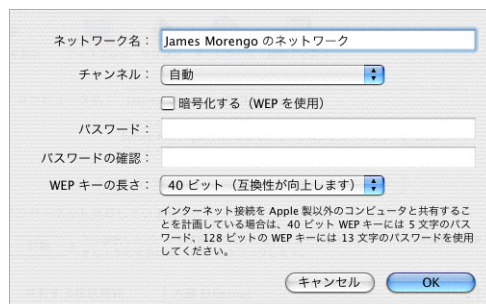 ネットワーク名： James Morengo のネットワーク
チャンネル： 自動
暗号化する（WEP を使用）
パスワード：
パスワードの確認：
WEP キーの長さ： 40 ビット（互換性が向上します）
インターネット接続を Apple 製以外のコンピュータと共有するこ
とを計画している場合は、40 ビット WEP キーには 5 文字のパス
ワード、128 ビットの WEP キーには 13 文字のパスワードを使用
してください。
キャンセル OK